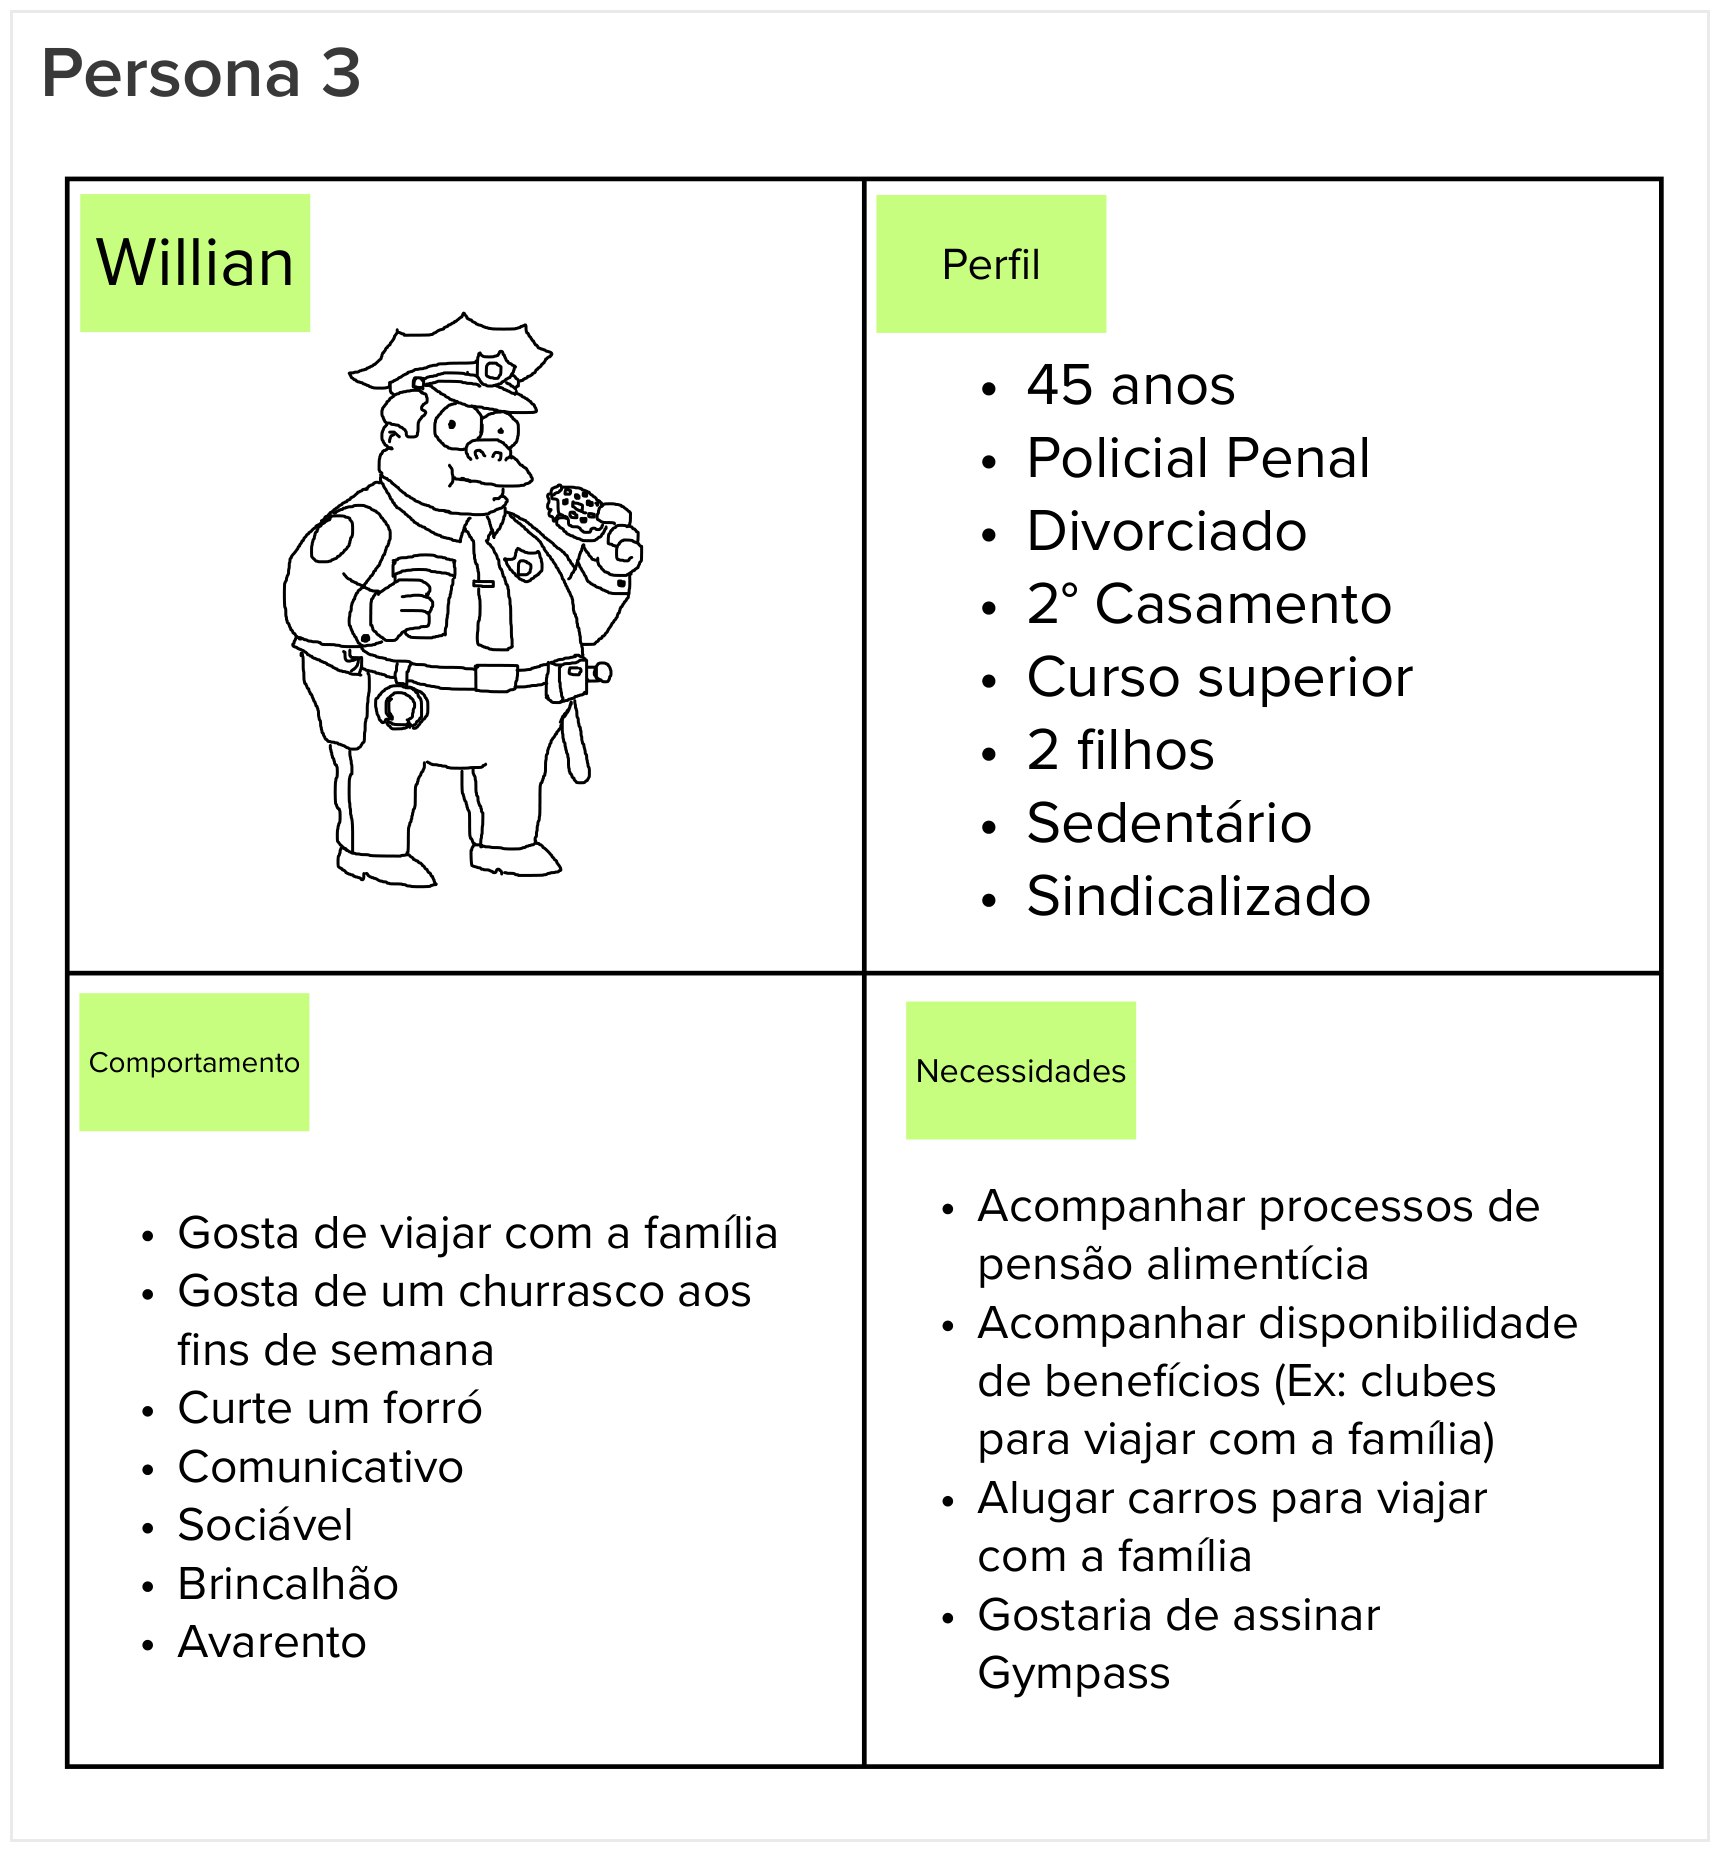 Persona 3
Willian
Perfil
• 45 anos
• Policial Penal
• Divorciado
• 2° Casamento
• Curso superior
• 2 filhos
• Sedentário
• Sindicalizado
Comportamento
• Gosta de viajar com a família
• Gosta de um churrasco aos
fins de semana
• Curte um forró
• Comunicativo
• Sociável
• Brincalhão
• Avarento
Necessidades
• Acompanhar processos de
pensão alimentícia
• Acompanhar disponibilidade
de benefícios (Ex: clubes
para viajar com a família)
• Alugar carros para viajar
com a família
• Gostaria de assinar
Gympass